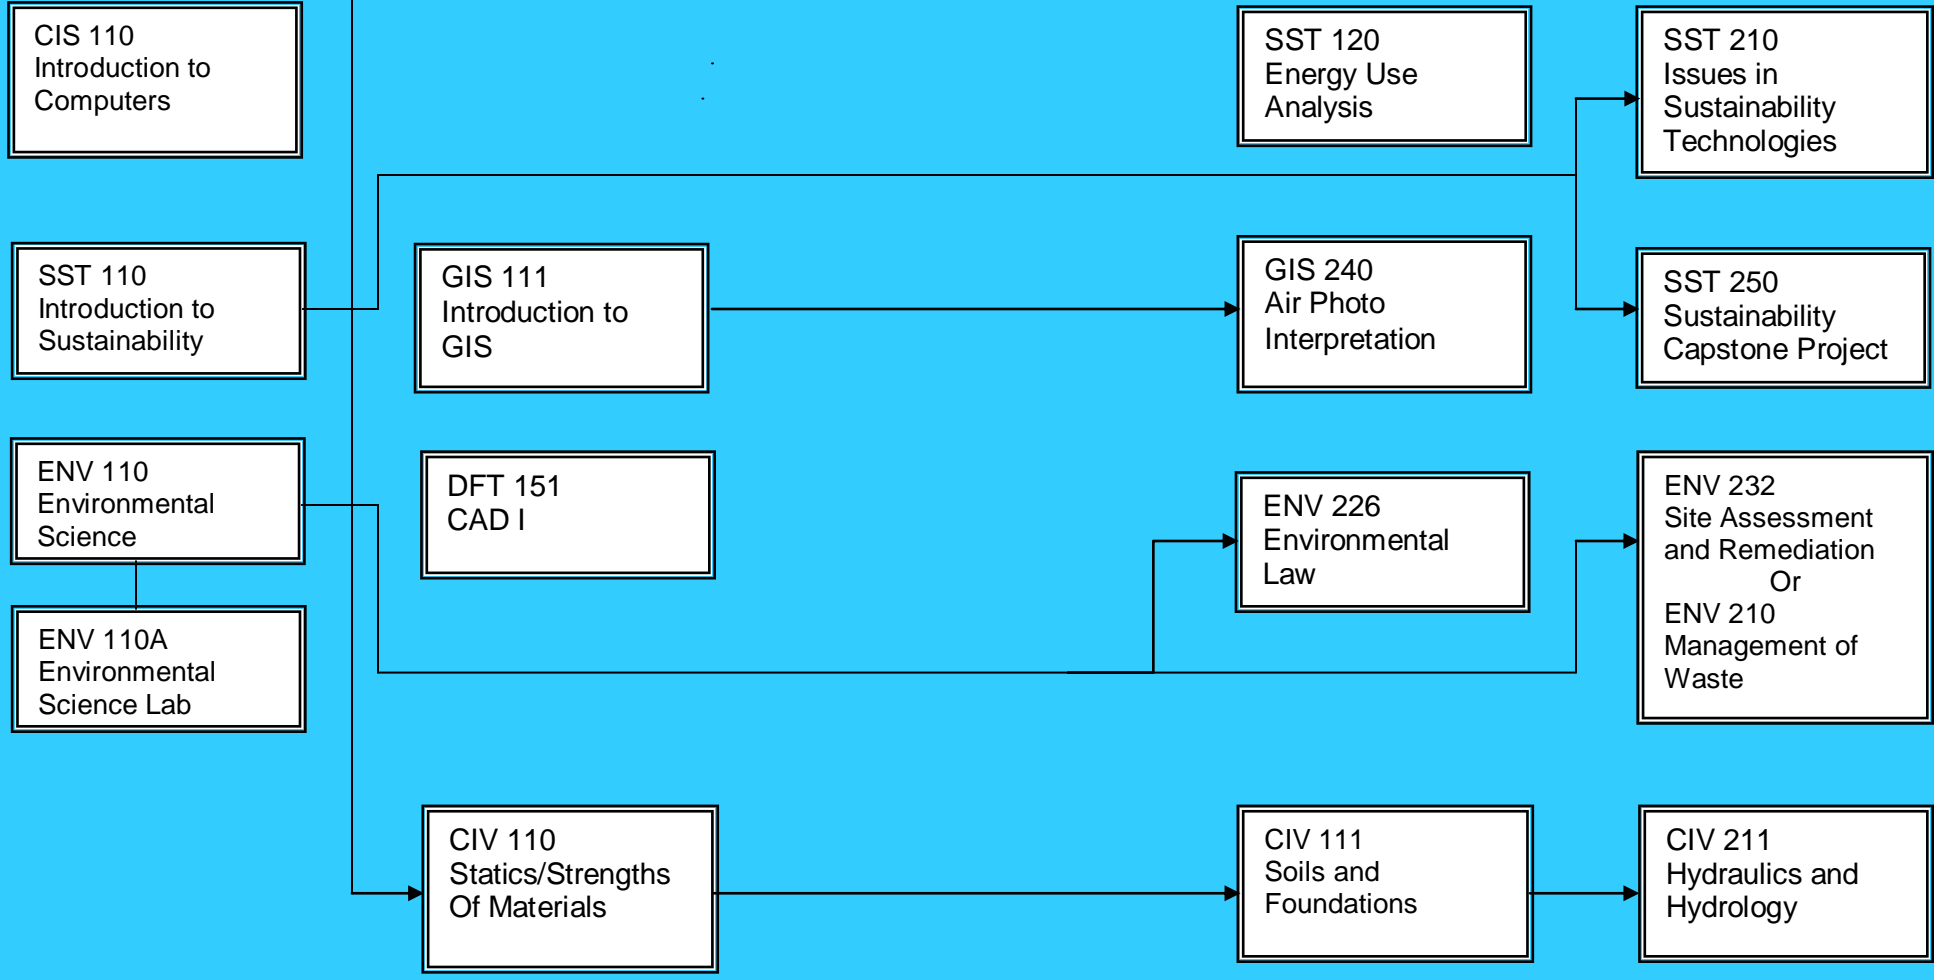 CIS 110
Introduction to
Computers
SST 120
Energy Use
Analysis
SST 210
Issues in
Sustainability
Technologies
SST 110
Introduction to
Sustainability
GIS 111
Introduction to
GIS
GIS 240
Air Photo
Interpretation
SST 250
Sustainability
Capstone Project
ENV 110
Environmental
Science
DFT 151
CAD I
ENV 226
Environmental
Law
ENV 232
Site Assessment
and Remediation
Or
ENV 210
Management of
Waste
ENV 110A
Environmental
Science Lab
CIV 110
Statics/Strengths
Of Materials
CIV 111
Soils and
Foundations
CIV 211
Hydraulics and
Hydrology